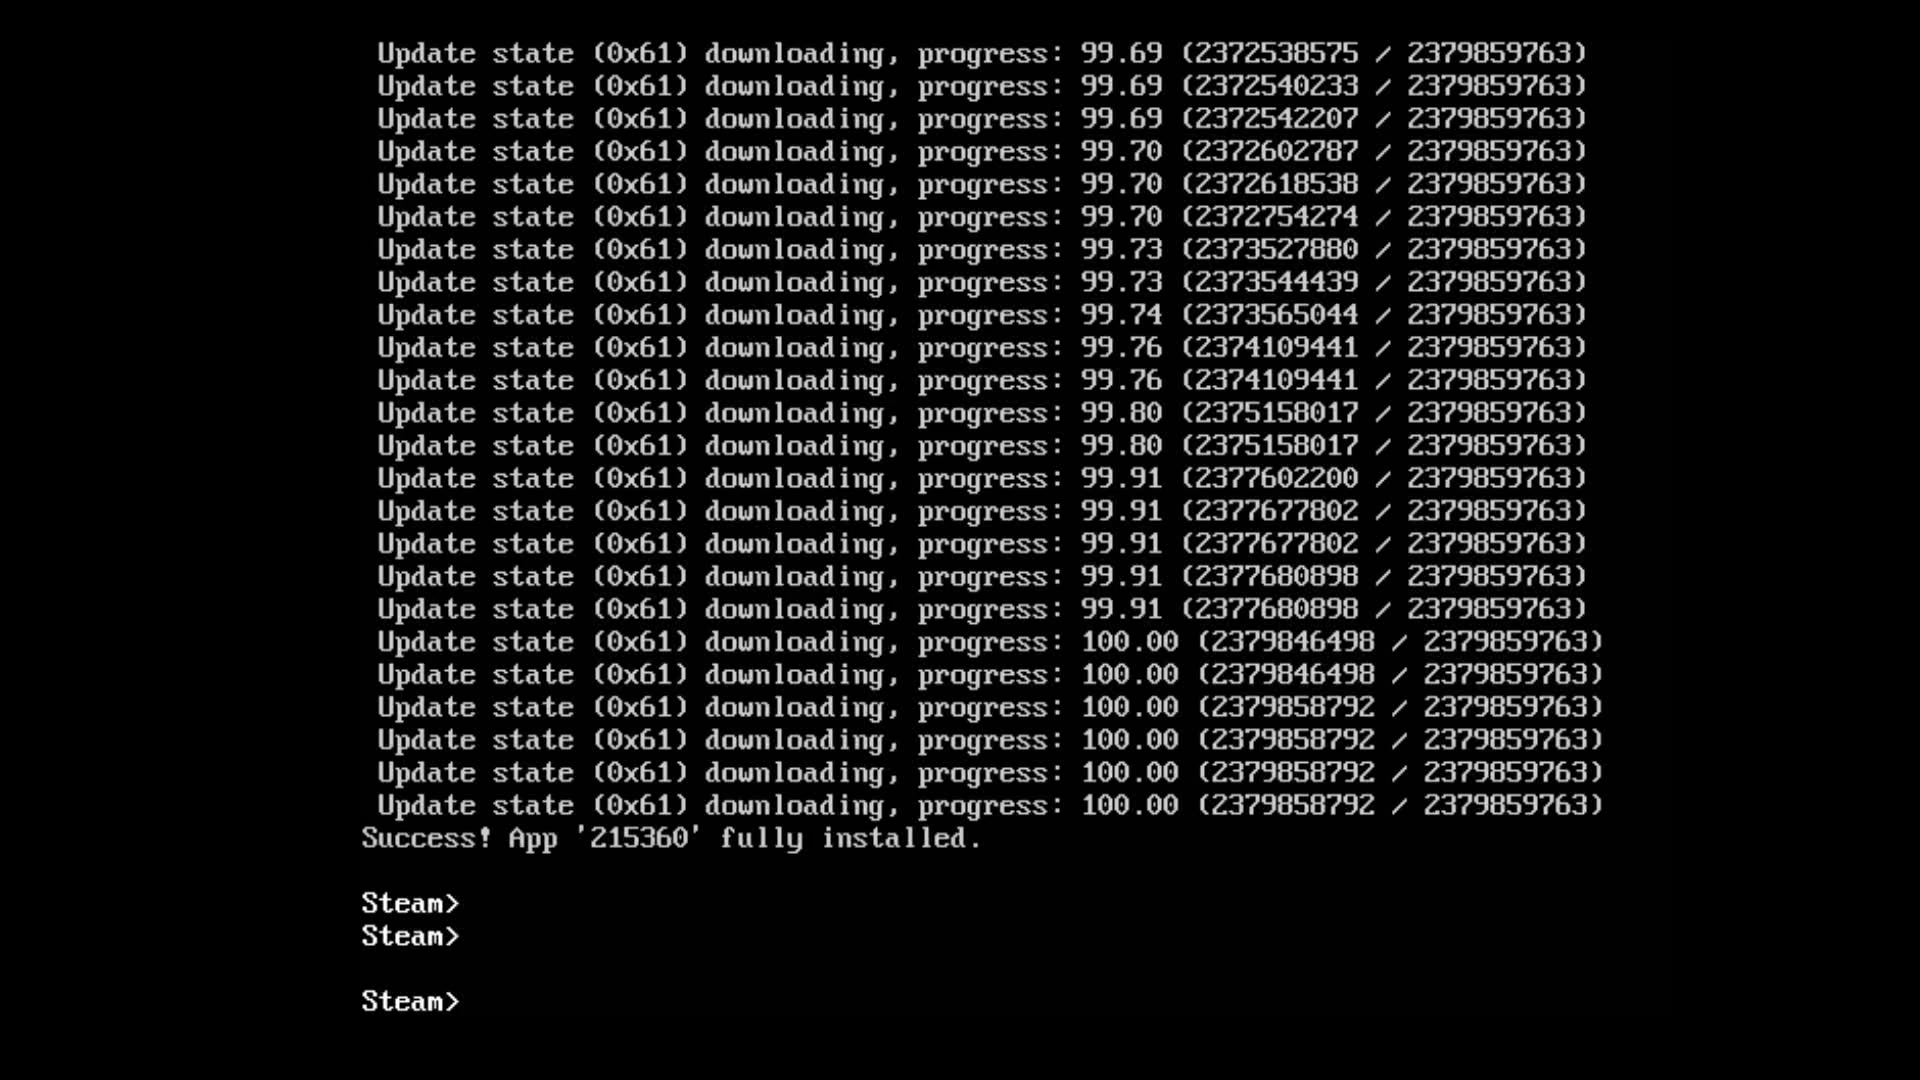 Update state (0x61) downloading, progress: 99.69 (2372538575 / 2379859763)
Update state (0x61) downloading, progress: 99.69 (2372540233 / 2379859763)
Update state (0x61) downloading, progress: 99.69 (2372542207 / 2379859763)
Update state (0x61) downloading, progress: 99.70 (2372602787 / 2379859763)
Update state (0x61) downloading, progress: 99.70 (2372618538 / 2379859763)
Update state (0x61) downloading, progress: 99.70 (2372754274 / 2379859763)
Update state (0x61) downloading, progress: 99.73 (2373527880 / 2379859763)
Update state (0x61) downloading, progress: 99.73 (2373544439 / 2379859763)
Update state (0x61) downloading, progress: 99.74 (2373565044 / 2379859763)
Update state (0x61) downloading, progress: 99.76 (2374109441 / 2379859763)
Update state (0x61) downloading, progress: 99.76 (2374109441 / 2379859763)
Update state (0x61) downloading, progress: 99.80 (2375158017 / 2379859763)
Update state (0x61) downloading, progress: 99.80 (2375158017 / 2379859763)
Update state (0x61) downloading, progress: 99.91 (2377602200 / 2379859763)
Update state (0x61) downloading, progress: 99.91 (2377677802 / 2379859763)
Update state (0x61) downloading, progress: 99.91 (2377677802 / 2379859763)
Update state (0x61) downloading, progress: 99.91 (2377680898 / 2379859763)
Update state (0x61) downloading, progress: 99.91 (2377680898 / 2379859763)
Update state (0x61) downloading, progress: 100.00 (2379846498 / 2379859763)
Update state (0x61) downloading, progress: 100.00 (2379846498 / 2379859763)
Update state (0x61) downloading, progress: 100.00 (2379858792 / 2379859763)
Update state (0x61) downloading, progress: 100.00 (2379858792 / 2379859763)
Update state (0x61) downloading, progress: 100.00 (2379858792 / 2379859763)
Update state (0x61) downloading, progress: 100.00 (2379858792 / 2379859763)
Success! App '215360' fully installed.
Steam>
Steam>
Steam>